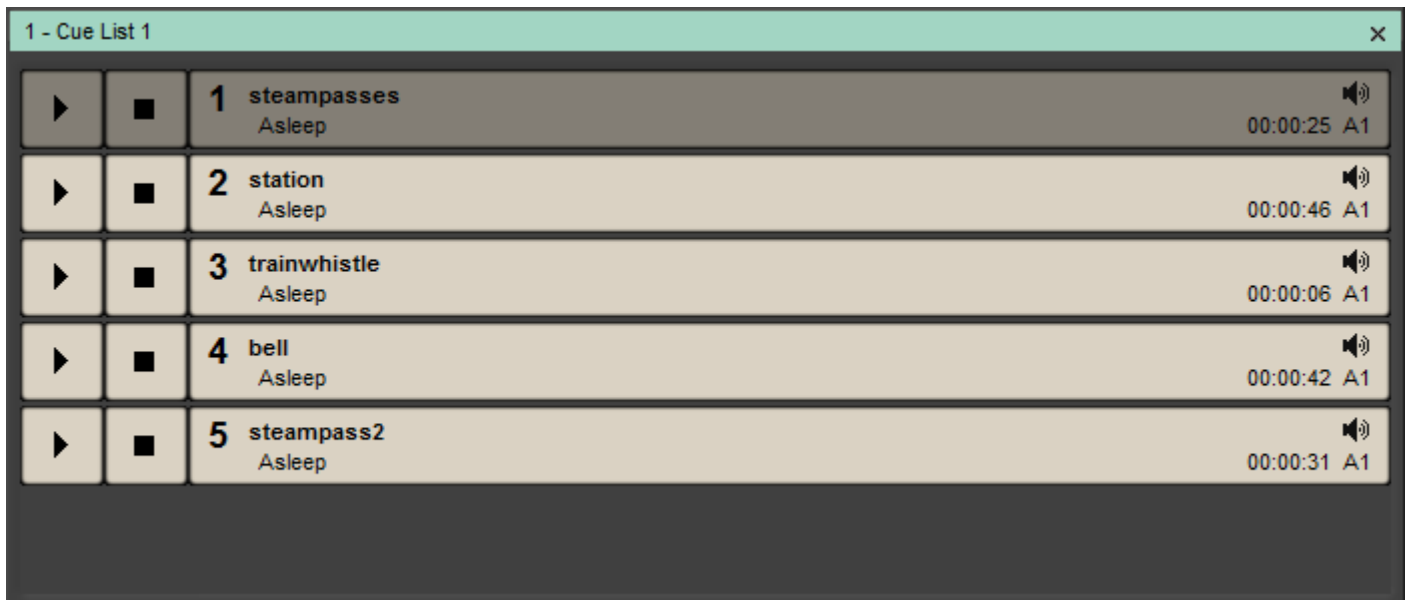 1 - Cue List 1
1 steampasses
Asleep 00:00:25 A1
2 station
Asleep 00:00:46 A1
3 trainwhistle
Asleep 00:00:06 A1
4 bell
Asleep 00:00:42 A1
5 steampass2
Asleep 00:00:31 A1